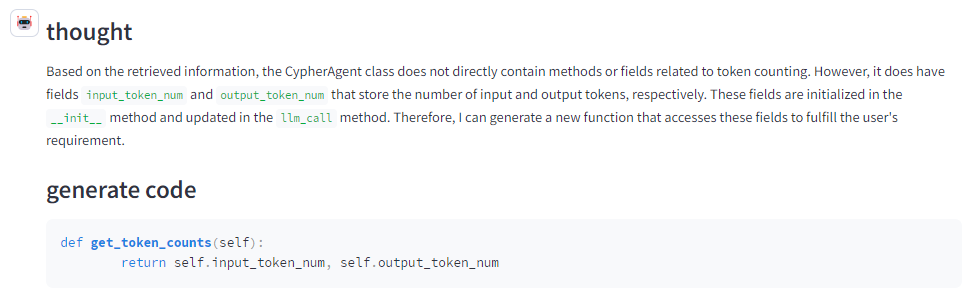 thought
Based on the retrieved information, the CypherAgent class does not directly contain methods or fields related to token counting. However, it does have
fields input_token_num and output_token_num that store the number of input and output tokens, respectively. These fields are initialized in the
__init__ method and updated in the llm_call method. Therefore, I can generate a new function that accesses these fields to fulfill the user's
requirement.
generate code
def get_token_counts(self):
        return self.input_token_num, self.output_token_num